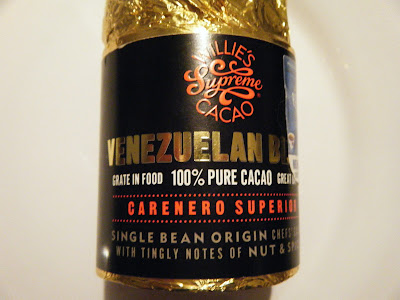 WILLIE'S
Supreme
CACAO
VENEZUELAN
GRATE IN FOOD 100% PURE CACAO GREAT
CARENERO SUPERIOR
SINGLE BEAN ORIGIN
WITH TINGLY NOTES OF NUT &